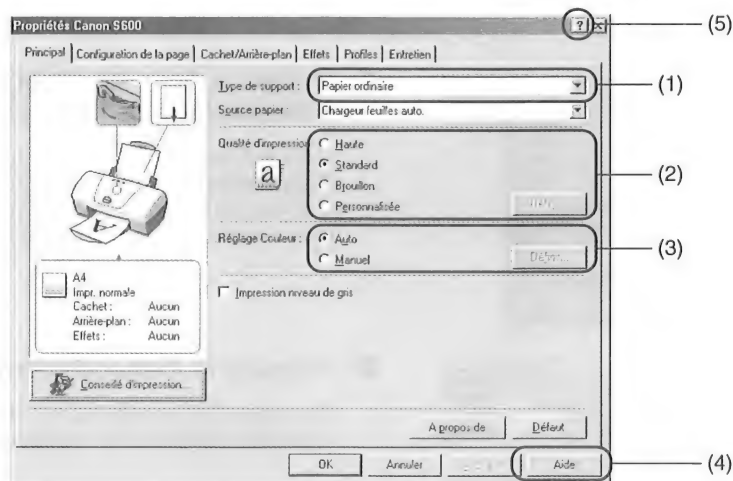 Propriétés Canon S600 ? (5)
Principal Configuration de la page Cachet/Arrière-plan Effets Profiles Entretien
Type de support : Papier ordinaire (1)
Source papier : Chargeur feuilles auto.
Qualité d'impression Haute
Standard
a
(2)
Brouillon
Personnalisée
Réglage Couleur : Auto
(3)
Manuel
A4
Impr. normale
Cachet : Aucun
Arrière-plan : Aucun
Effets : Aucun
Impression niveau de gris
Conseillé d'impression...
A propos de Défaut
OK Annuler Aide (4)